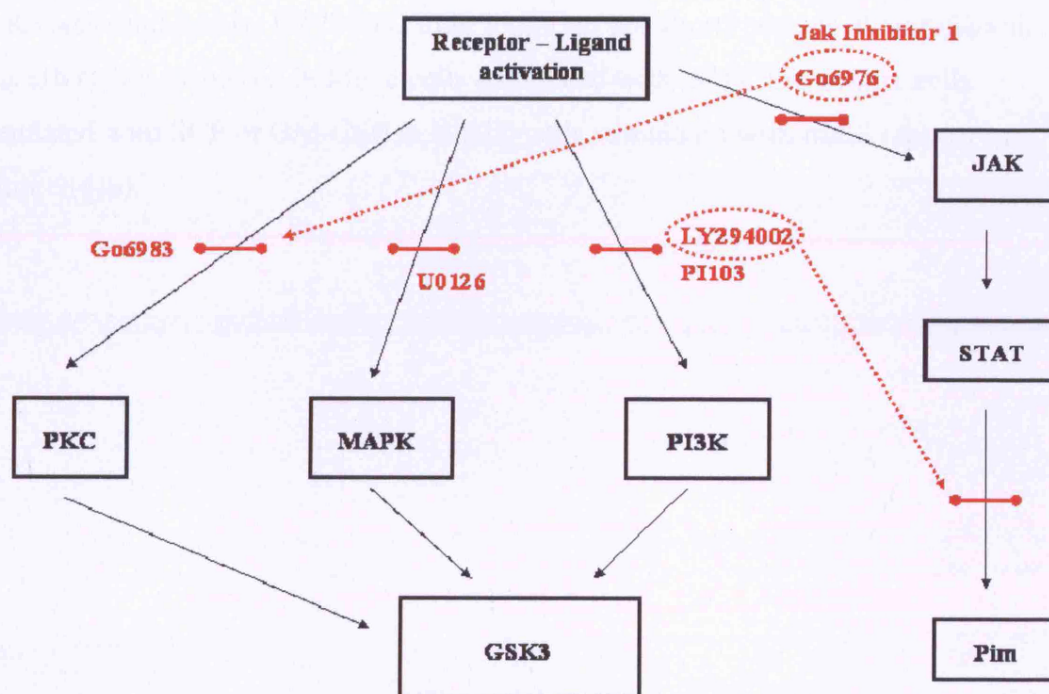 Receptor – Ligand
activation
Jak Inhibitor 1
Go6976
JAK
Go6983
U0126
LY294002
PI103
STAT
PKC
MAPK
PI3K
GSK3
Pim